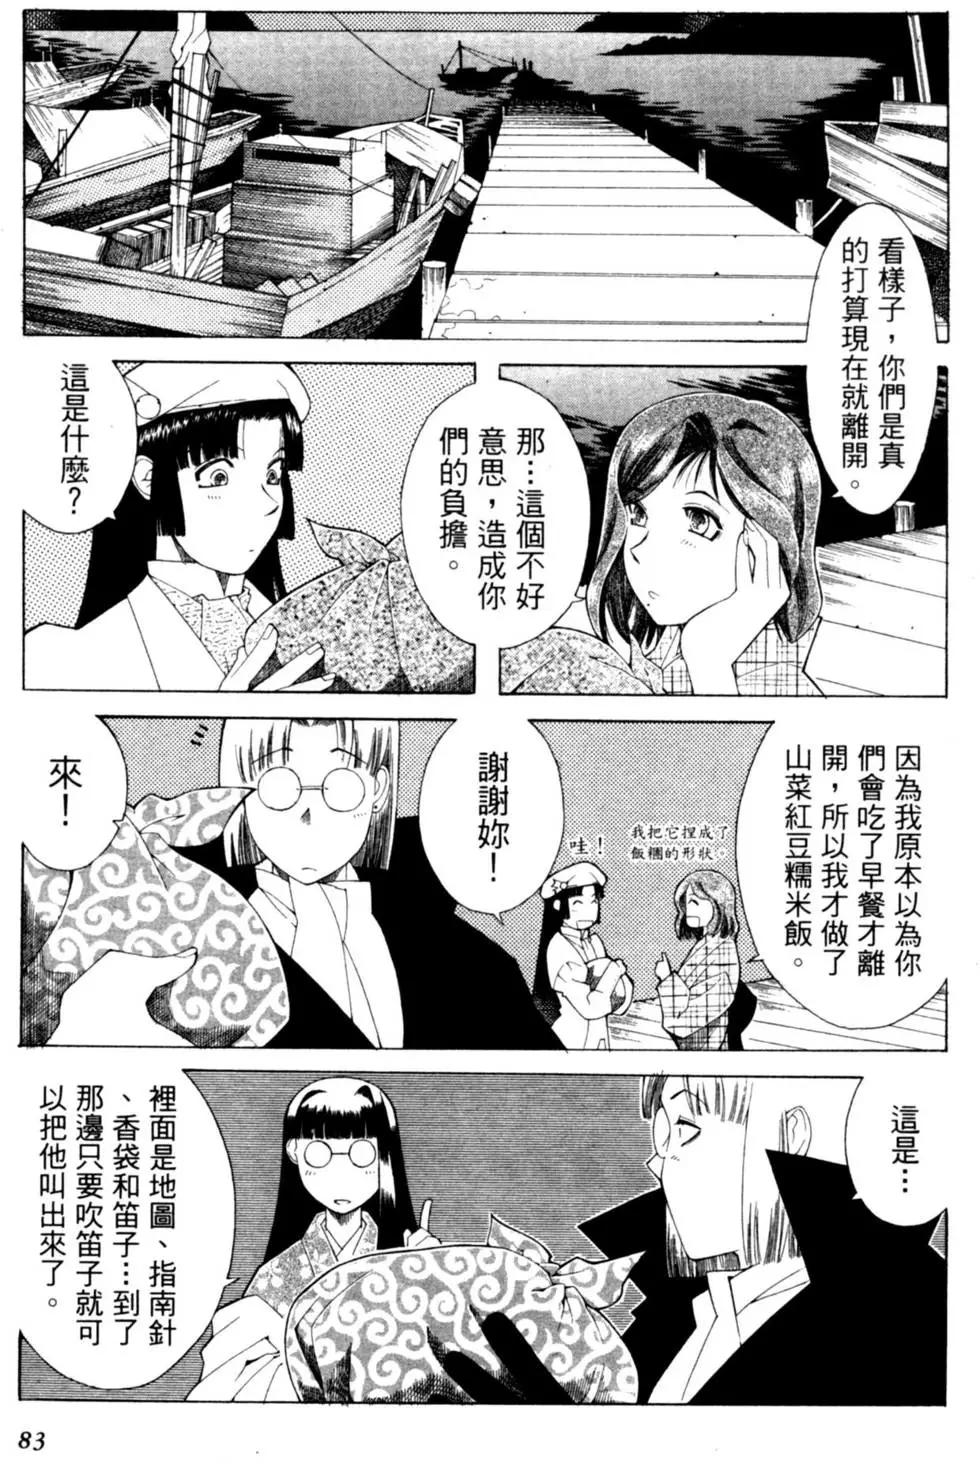 看樣子，你們是真
的打算現在就離開
。
那…這個不好
意思，造成你
們的負擔。
這是什麼？
因為我原本以為你
們會吃了早餐才離
開，所以我才做了
山菜紅豆糯米飯。
我把它捏成了
飯糰的形狀。
哇！
謝謝妳！
來！
這是…
裡面是地圖、指南針
、香袋和笛子…到了
那邊只要吹笛子就可
以把他叫出來了。
83